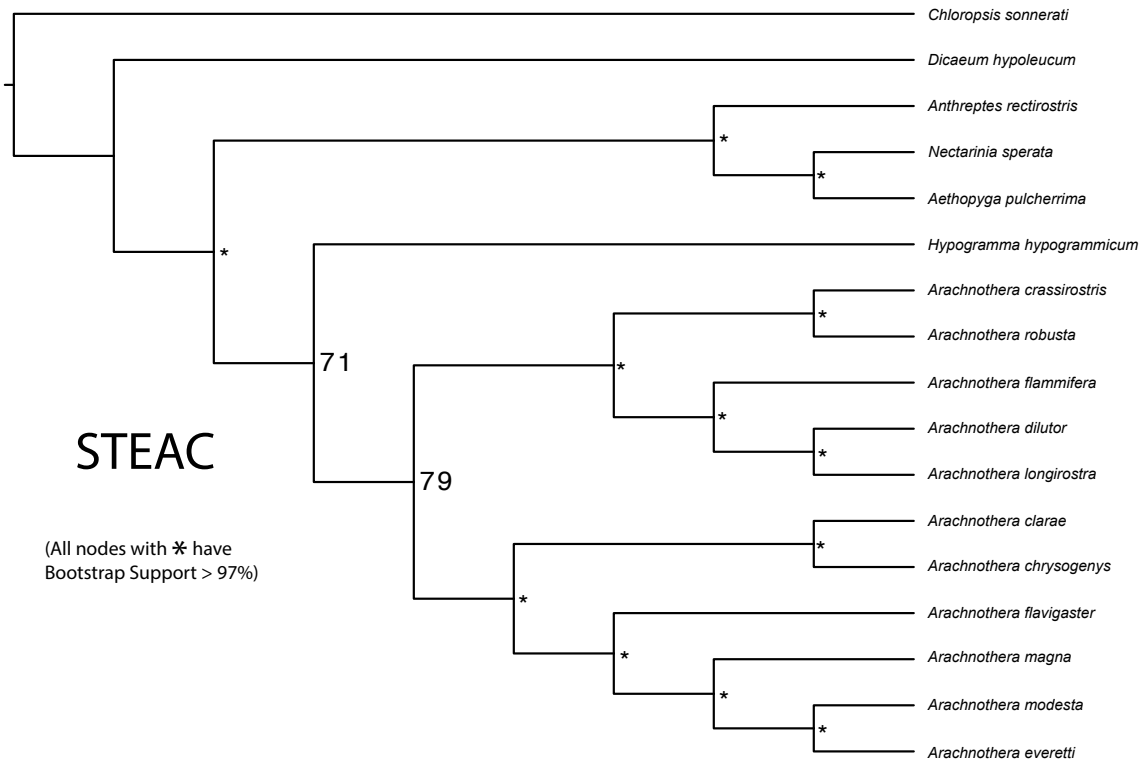 Chloropsis sonnerati
Dicaeum hypoleucum
Anthreptes rectirostris
*
Nectarinia sperata
*
Aethopyga pulcherrima
*
Hypogramma hypogrammicum
Arachnothera crassirostris
*
Arachnothera robusta
71
*
Arachnothera flammifera
*
Arachnothera dilutor
*
Arachnothera longirostra
79
STEAC
Arachnothera clarae
*
Arachnothera chrysogenys
(All nodes with * have
Bootstrap Support > 97%)
*
Arachnothera flavigaster
*
Arachnothera magna
*
Arachnothera modesta
*
Arachnothera everetti